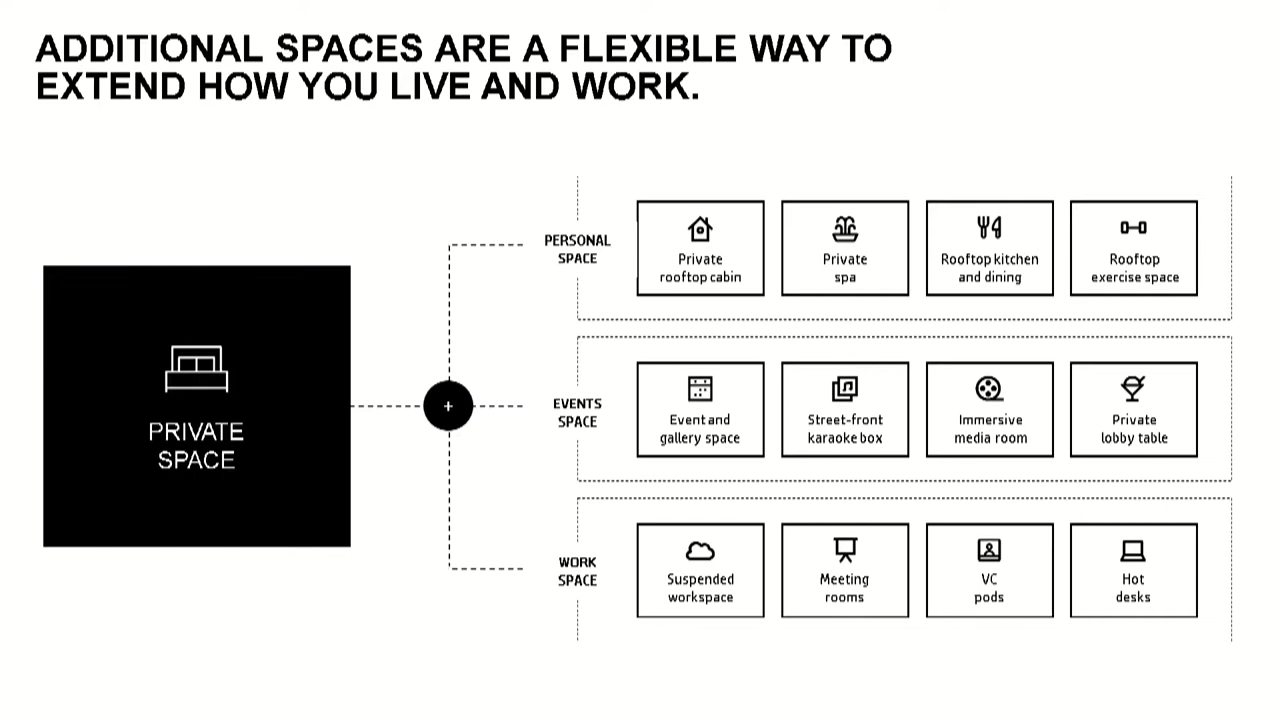 ADDITIONAL SPACES ARE A FLEXIBLE WAY TO
EXTEND HOW YOU LIVE AND WORK.
PRIVATE
SPACE
+
PERSONAL
SPACE
Private
rooftop cabin
Private
spa
Rooftop kitchen
and dining
Rooftop
exercise space
EVENTS
SPACE
Event and
gallery space
Street-front
karaoke box
Immersive
media room
Private
lobby table
WORK
SPACE
Suspended
workspace
Meeting
rooms
VC
pods
Hot
desks